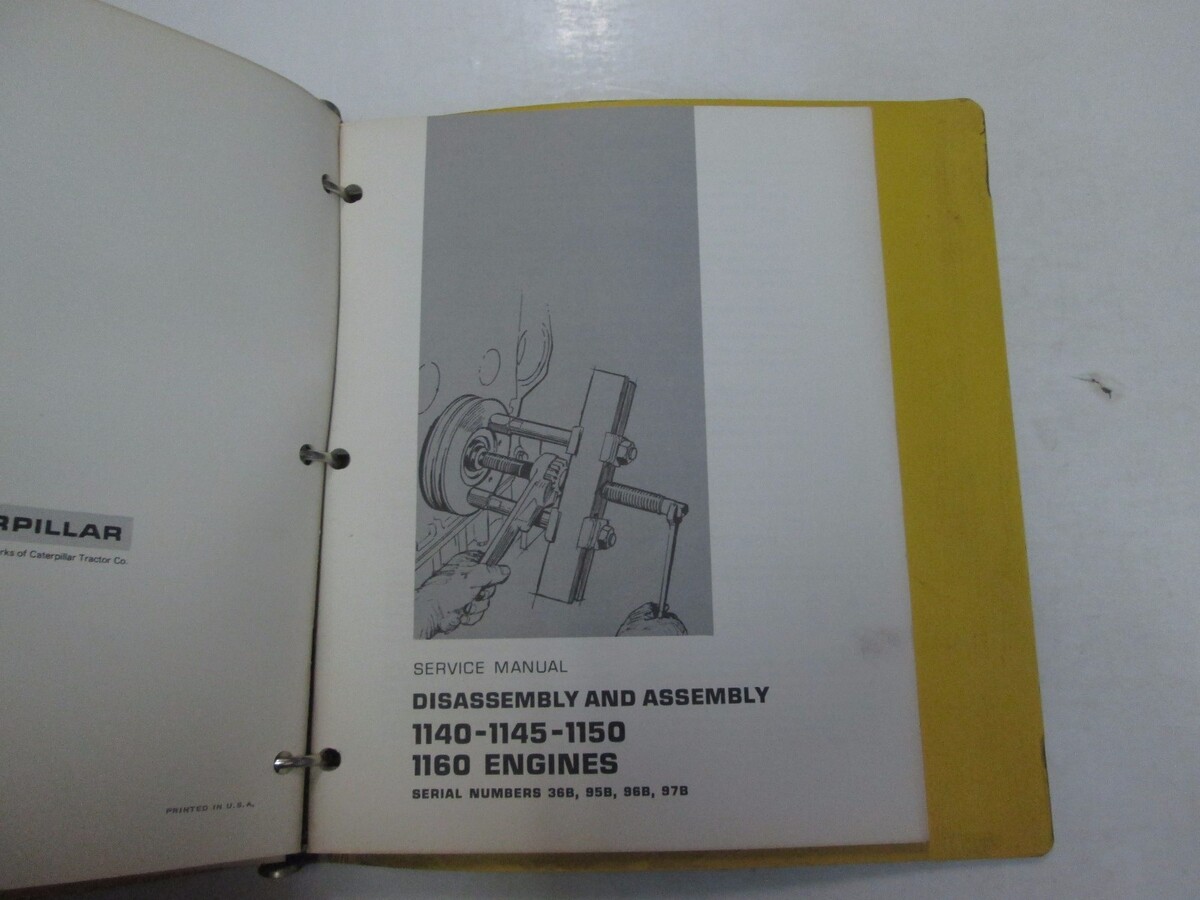 RPILLAR
rks of Caterpillar Tractor Co.
PRINTED IN U.S.A.
SERVICE MANUAL
DISASSEMBLY AND ASSEMBLY
1140-1145-1150
1160 ENGINES
SERIAL NUMBERS 36B, 95B, 96B, 97B